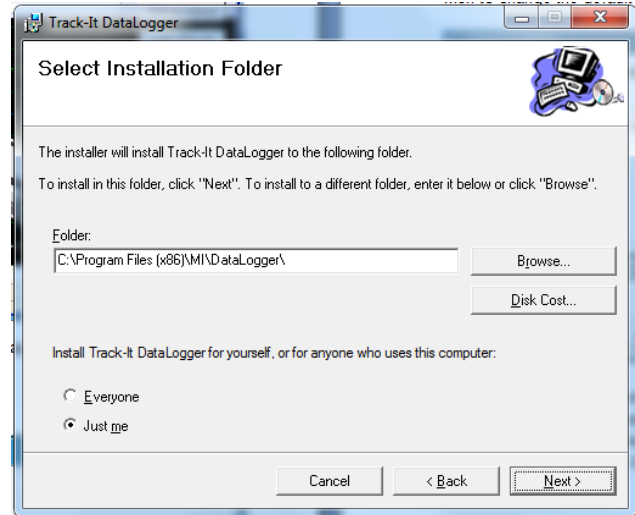 Track-It DataLogger
Select Installation Folder
The installer will install Track-It DataLogger to the following folder.
To install in this folder, click "Next". To install to a different folder, enter it below or click "Browse".
Folder:
C:\Program Files (x86)\MI\DataLogger\
Browse...
Disk Cost...
Install Track-It DataLogger for yourself, or for anyone who uses this computer:
Everyone
Just me
Cancel
< Back
Next >